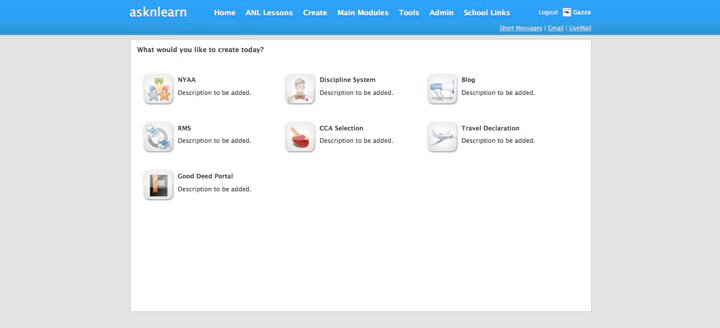 asknlearn Home ANL Lessons Create Main Modules Tools Admin School Links Logout Gazza
Short Messages | Gmail | LiveMail
What would you like to create today?
NYAA Discipline System Blog
Description to be added. Description to be added. Description to be added.
RMS CCA Selection Travel Declaration
Description to be added. Description to be added. Description to be added.
Good Deed Portal
Description to be added.